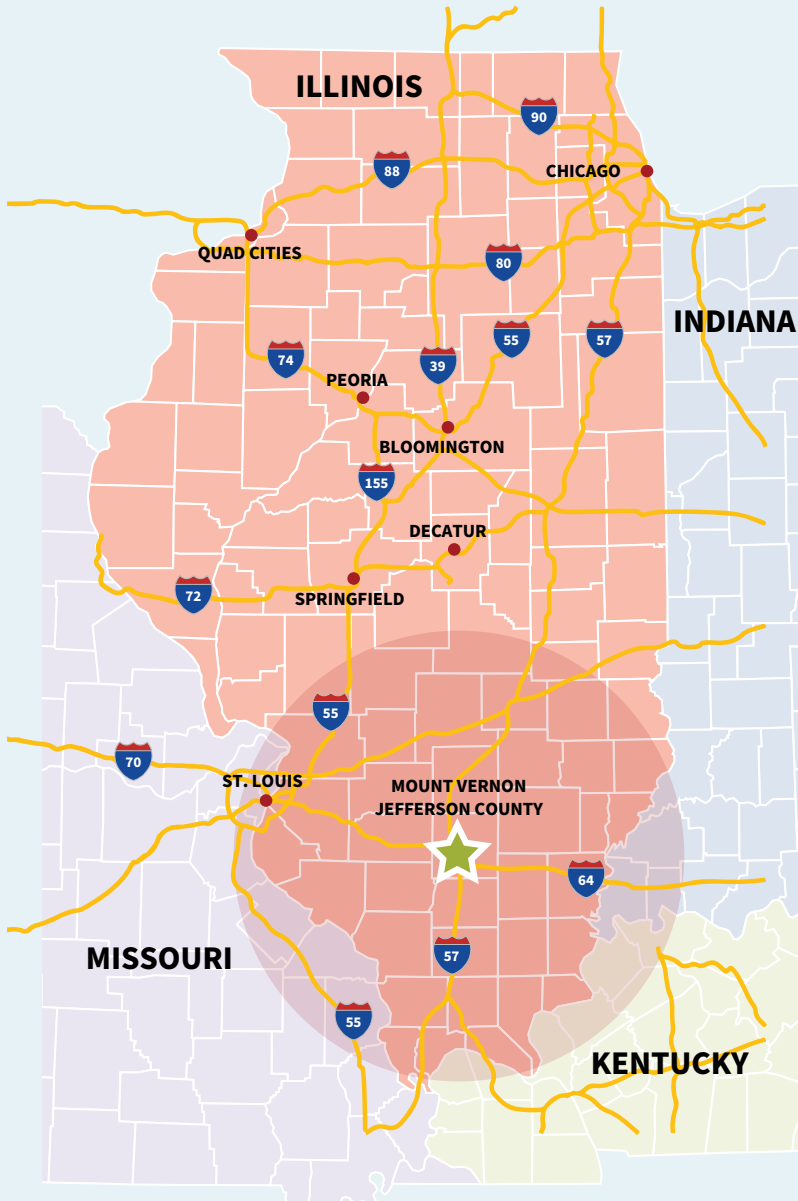 ILLINOIS
90
88
CHICAGO
QUAD CITIES
80
INDIANA
74
39
55
57
PEORIA
BLOOMINGTON
155
DECATUR
72
SPRINGFIELD
55
70
ST. LOUIS
MOUNT VERNON
JEFFERSON COUNTY
64
MISSOURI
57
55
KENTUCKY